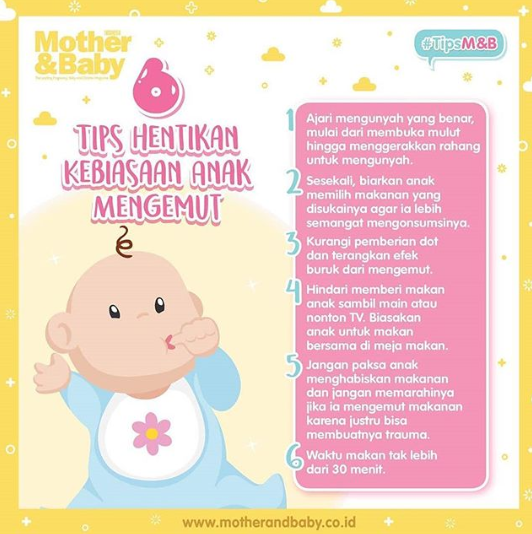 Mother
&Baby
#TipsM&B
6
TIPS HENTIKAN
KEBIASAAN ANAK
MENGEMUT
1 Ajari mengunyah yang benar,
mulai dari membuka mulut
hingga menggerakkan rahang
untuk mengunyah.
2 Sesekali, biarkan anak
memilih makanan yang
disukainya agar ia lebih
semangat mengonsumsinya.
3 Kurangi pemberian dot
dan terangkan efek
buruk dari mengemut.
4 Hindari memberi makan
anak sambil main atau
nonton TV. Biasakan
anak untuk makan
bersama di meja makan.
5 Jangan paksa anak
menghabiskan makanan
dan jangan memarahinya
jika ia mengemut makanan
karena justru bisa
membuatnya trauma.
6 Waktu makan tak lebih
dari 30 menit.
www.motherandbaby.co.id